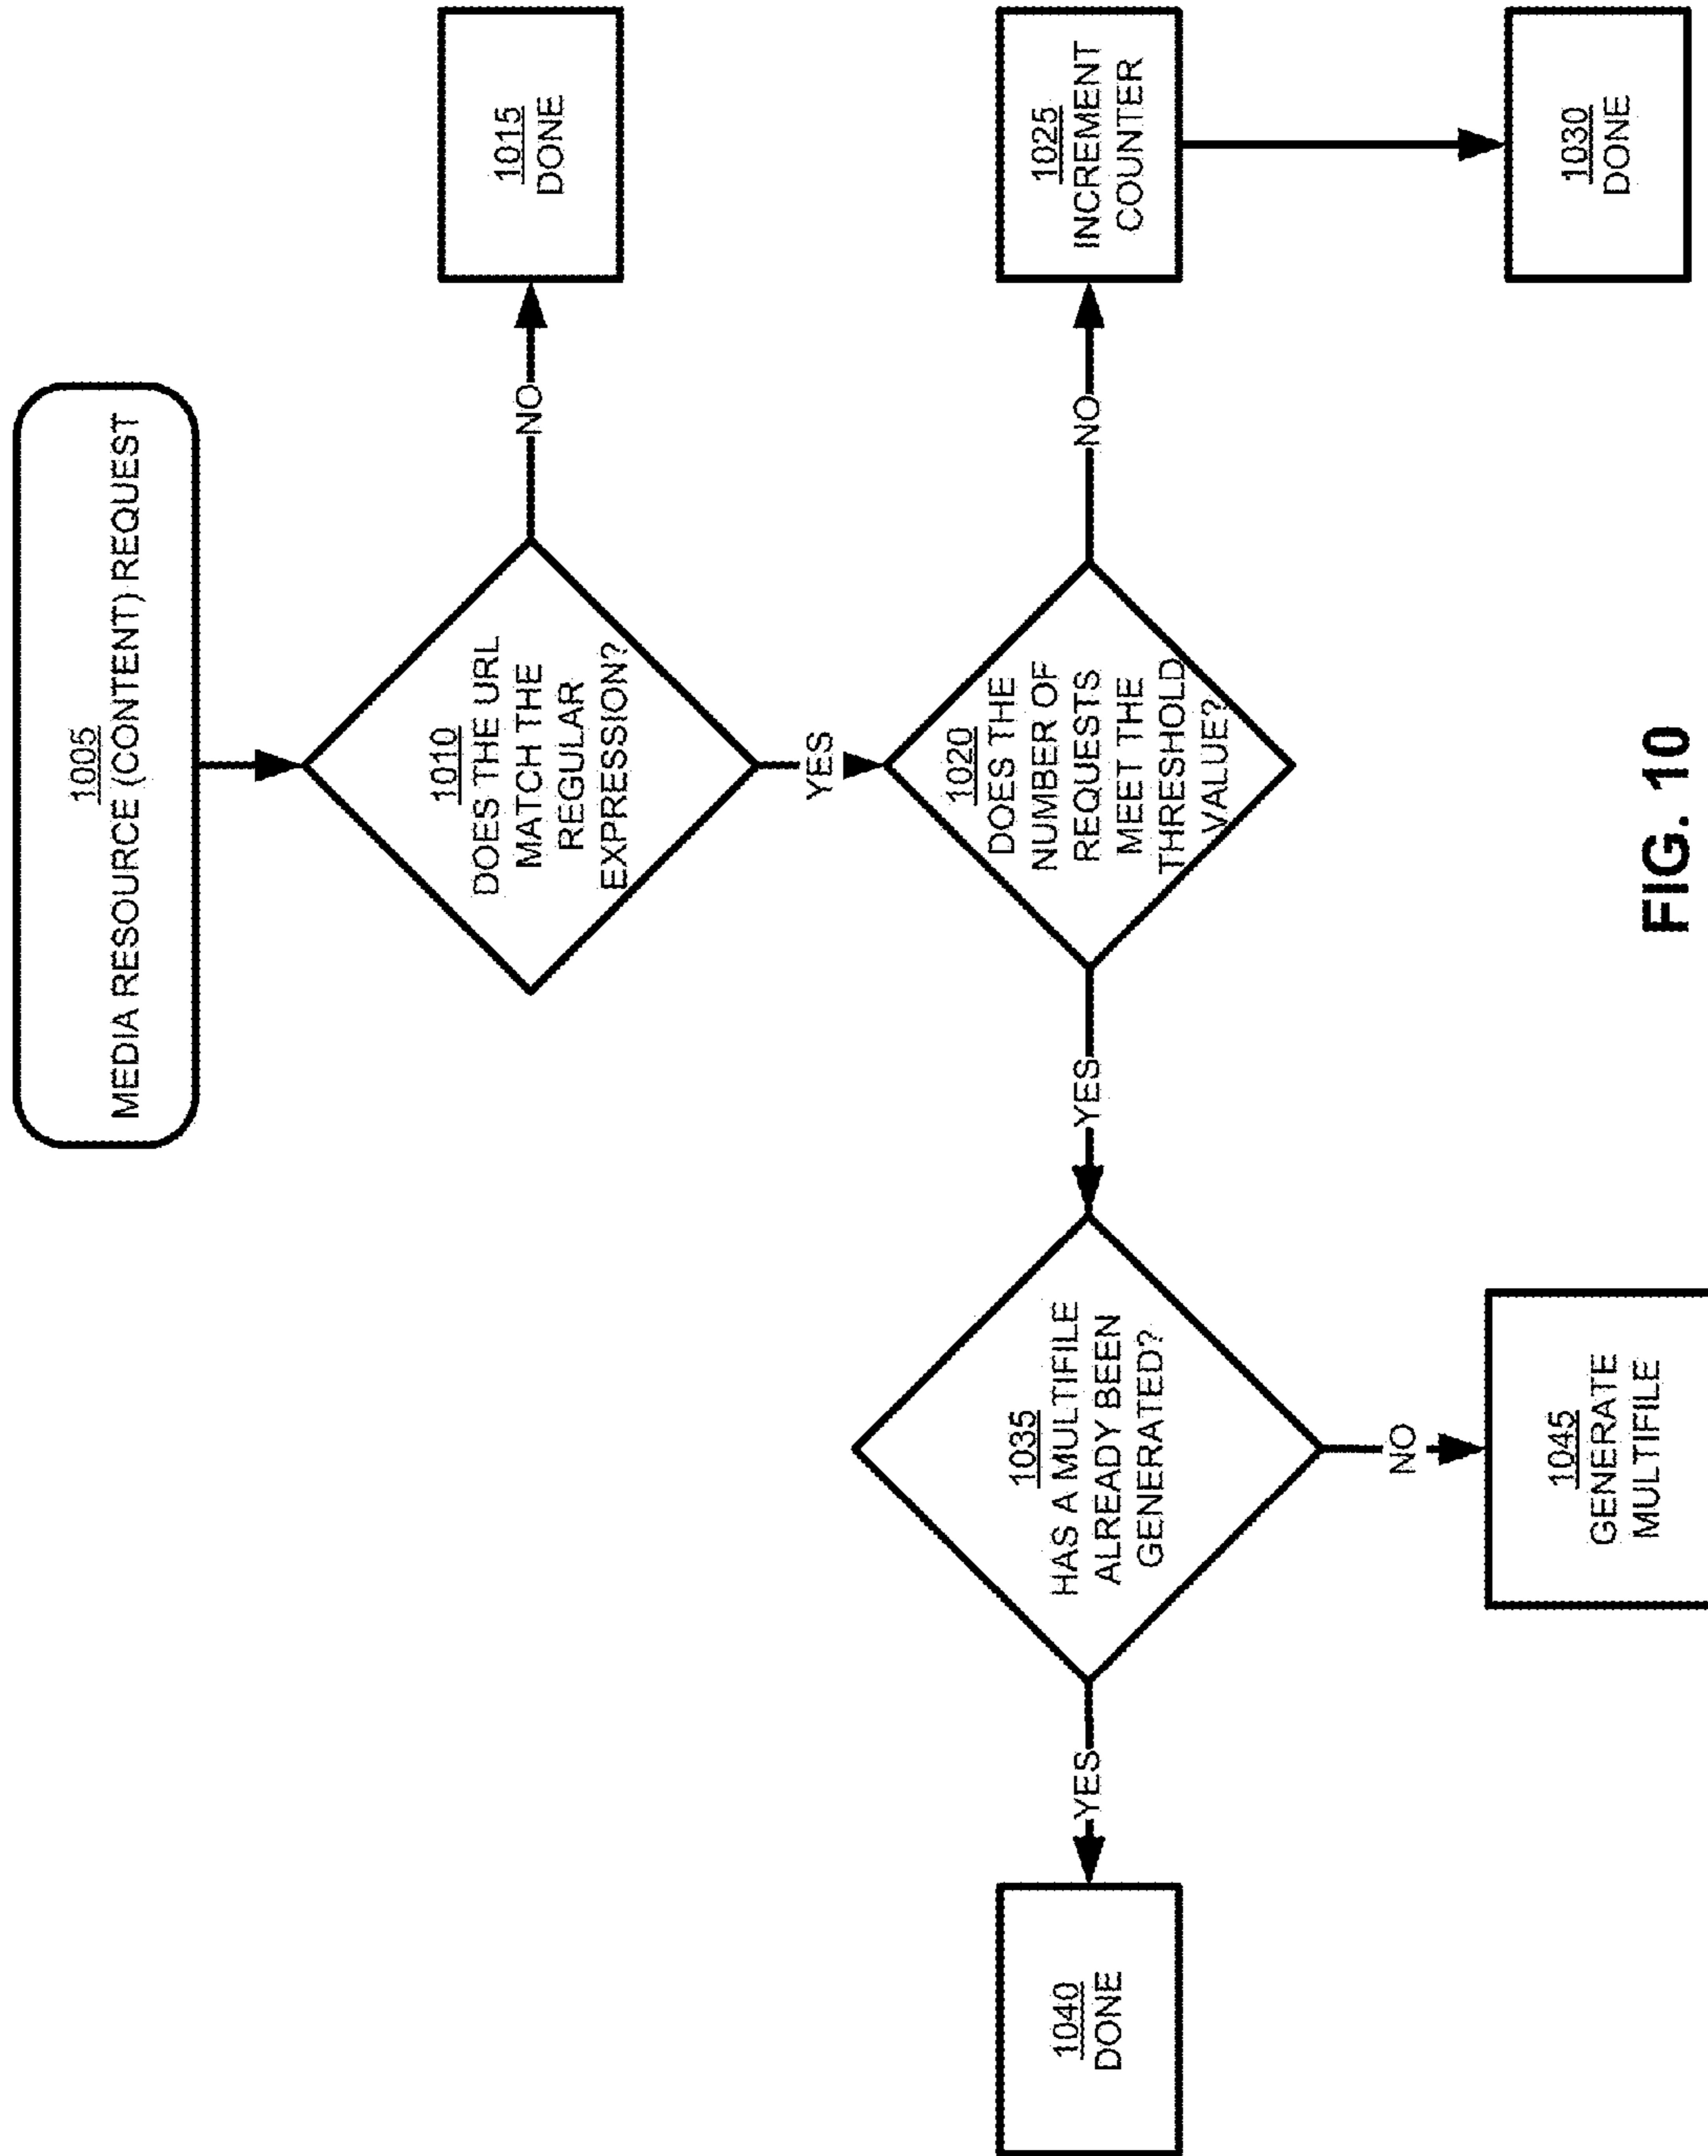 1005
MEDIA RESOURCE (CONTENT) REQUEST
1010
DOES THE URL
MATCH THE
REGULAR
EXPRESSION?
NO
1015
DONE
YES
1020
DOES THE
NUMBER OF
REQUESTS
MEET THE
THRESHOLD
VALUE?
NO
1025
INCREMENT
COUNTER
1030
DONE
YES
1035
HAS A MULTIFILE
ALREADY BEEN
GENERATED?
YES
1040
DONE
NO
1045
GENERATE
MULTIFILE
FIG. 10